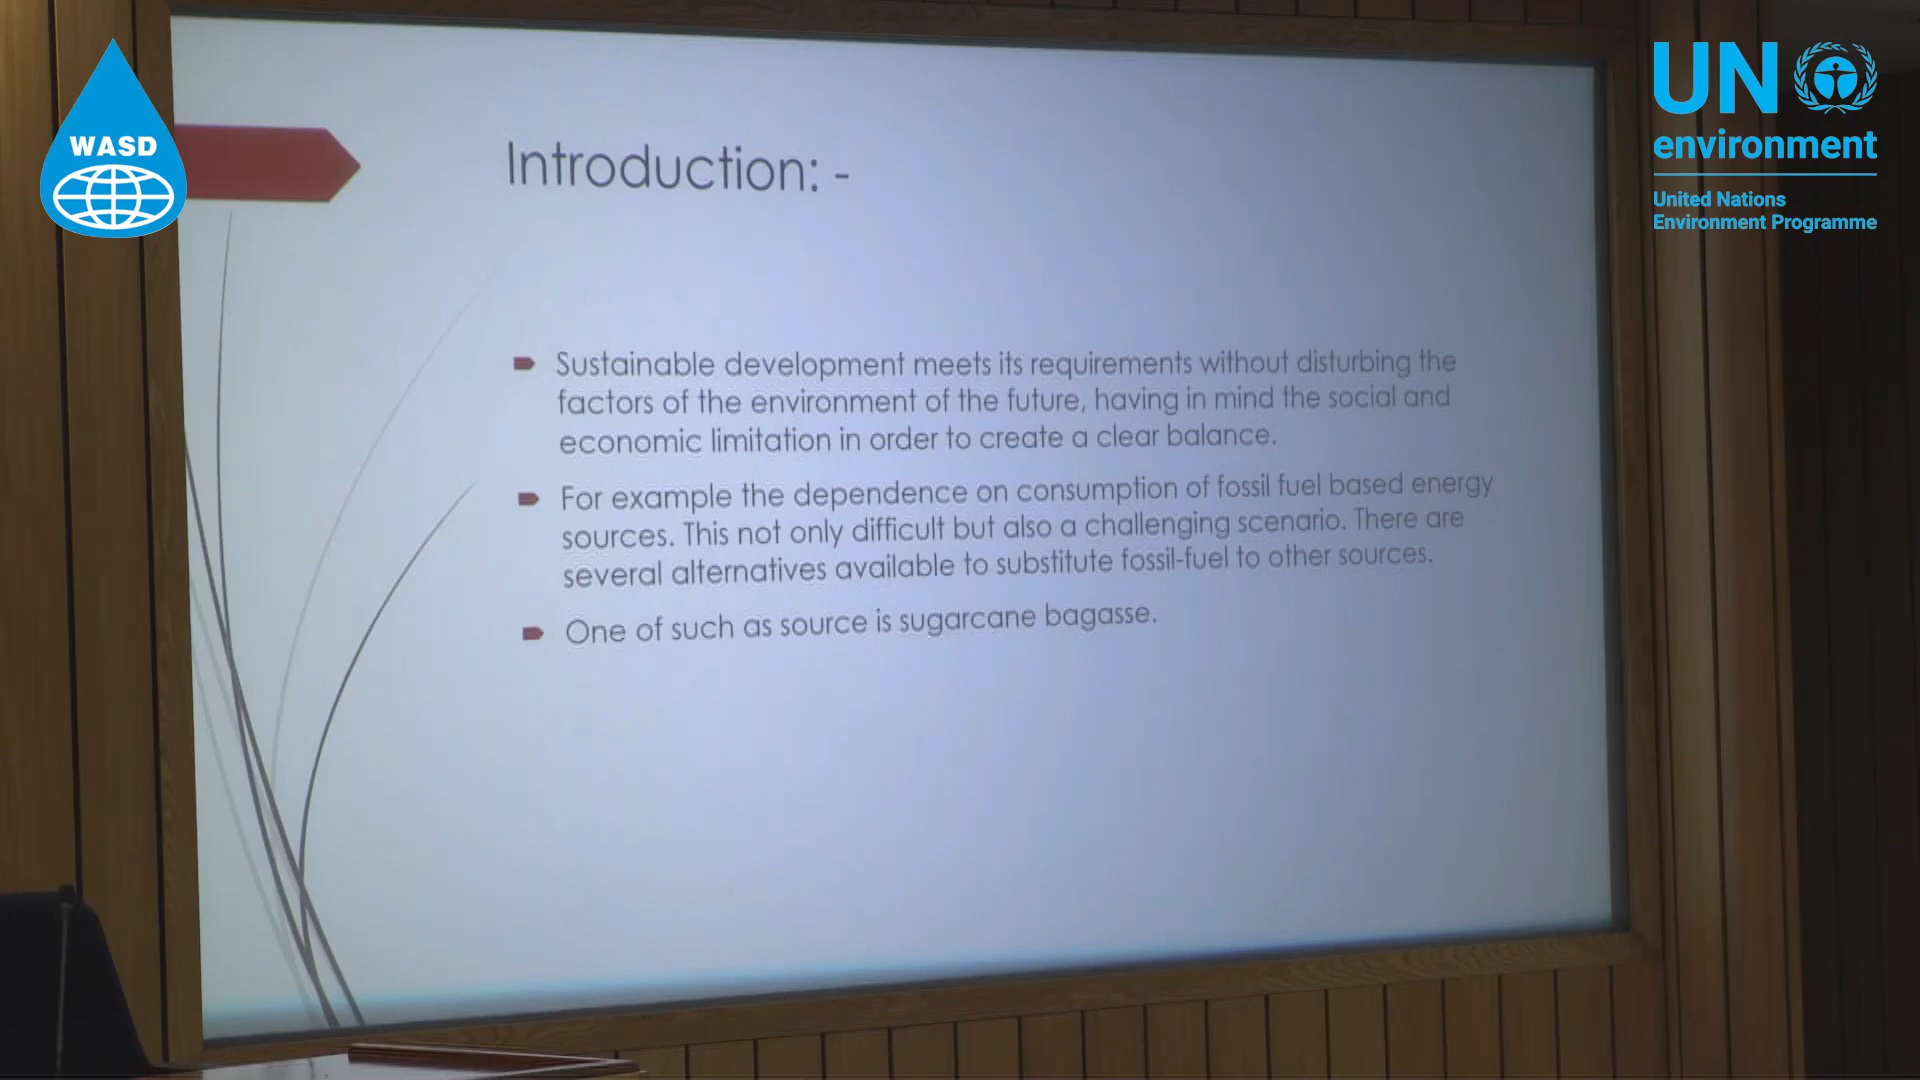 WASD
UN
environment
United Nations
Environment Programme
Introduction: -
Sustainable development meets its requirements without disturbing the
factors of the environment of the future, having in mind the social and
economic limitation in order to create a clear balance.
For example the dependence on consumption of fossil fuel based energy
sources. This not only difficult but also a challenging scenario. There are
several alternatives available to substitute fossil-fuel to other sources.
One of such as source is sugarcane bagasse.